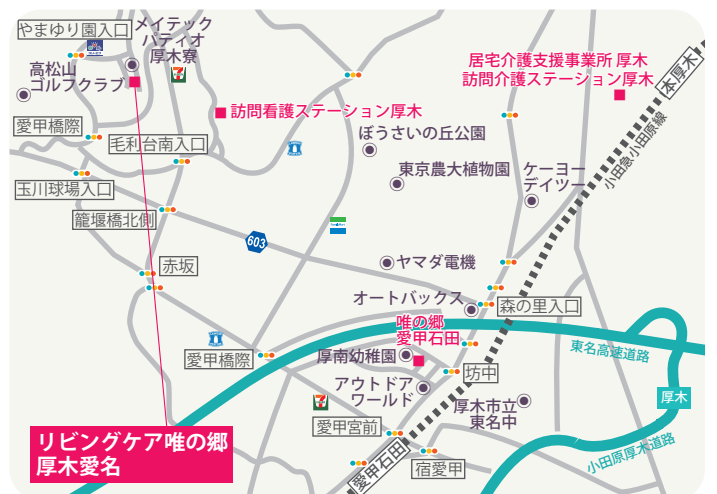 やまゆり園入口
メイテック
パティオ
厚木寮
高松山
ゴルフクラブ
訪問看護ステーション厚木
居宅介護支援事業所 厚木
訪問介護ステーション厚木
本厚木
小田急小田原線
愛甲橋際
毛利台南入口
ぼうさいの丘公園
東京農大植物園
ケーヨー
デイツー
玉川球場入口
籠堰橋北側
603
赤坂
ヤマダ電機
オートバックス
森の里入口
唯の郷
愛甲石田
東名高速道路
愛甲橋際
厚南幼稚園
坊中
アウトドア
ワールド
厚木
厚木市立
東名中
愛甲宮前
リビングケア唯の郷
厚木愛名
宿愛甲
小田原厚木道路
愛甲石田